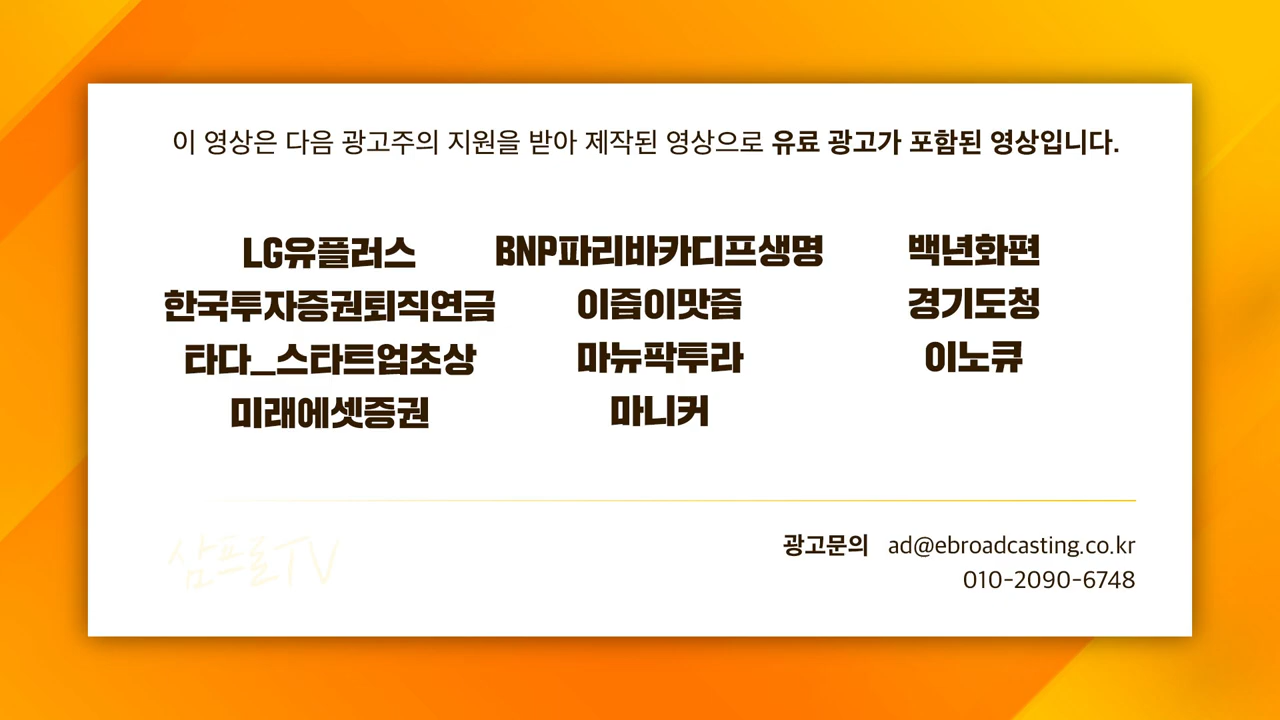 이 영상은 다음 광고주의 지원을 받아 제작된 영상으로 유료 광고가 포함된 영상입니다.
LG유플러스
한국투자증권퇴직연금
타다_스타트업초상
미래에셋증권
BNP파리바카디프생명
이즙이맛즙
마뉴팍투라
마니커
백년화편
경기도청
이노큐
삼프로TV
광고문의 ad@ebroadcasting.co.kr
010-2090-6748